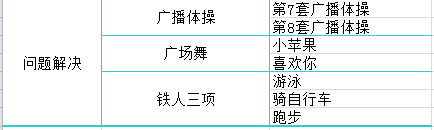 问题解决
广播体操
第7套广播体操
第8套广播体操
广场舞
小苹果
喜欢你
铁人三项
游泳
骑自行车
跑步